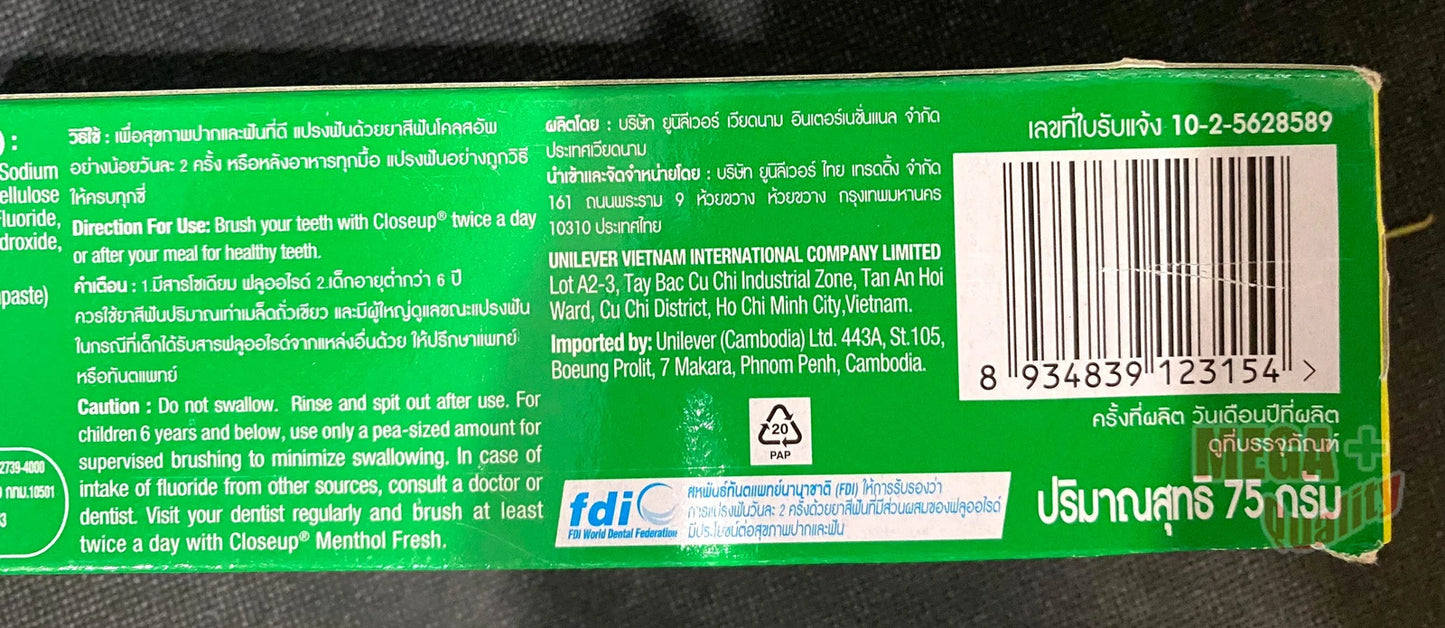 :
Sodium
ellulose
Fluoride,
droxide,
paste)
2739-4000
กทม.10501
3
วิธีใช้ : เพื่อสุขภาพปากและฟันที่ดี แปรงฟันด้วยยาสีฟันโคลสอัพ
อย่างน้อยวันละ 2 ครั้ง หรือหลังอาหารทุกมื้อ แปรงฟันอย่างถูกวิธี
ให้ครบทุกซี่
Direction For Use: Brush your teeth with Closeup® twice a day
or after your meal for healthy teeth.
คำเตือน : 1.มีสารโซเดียม ฟลูออไรด์ 2.เด็กอายุต่ำกว่า 6 ปี
ควรใช้ยาสีฟันปริมาณเท่าเมล็ดถั่วเขียว และมีผู้ใหญ่ดูแลขณะแปรงฟัน
ในกรณีที่เด็กได้รับสารฟลูออไรด์จากแหล่งอื่นด้วย ให้ปรึกษาแพทย์
หรือทันตแพทย์
Caution : Do not swallow. Rinse and spit out after use. For
children 6 years and below, use only a pea-sized amount for
supervised brushing to minimize swallowing. In case of
intake of fluoride from other sources, consult a doctor or
dentist. Visit your dentist regularly and brush at least
twice a day with Closeup® Menthol Fresh.
ผลิตโดย : บริษัท ยูนิลีเวอร์ เวียดนาม อินเตอร์เนชั่นแนล จำกัด
ประเทศเวียดนาม
นำเข้าและจัดจำหน่ายโดย : บริษัท ยูนิลีเวอร์ ไทย เทรดดิ้ง จำกัด
161 ถนนพระราม 9 ห้วยขวาง ห้วยขวาง กรุงเทพมหานคร
10310 ประเทศไทย
UNILEVER VIETNAM INTERNATIONAL COMPANY LIMITED
Lot A2-3, Tay Bac Cu Chi Industrial Zone, Tan An Hoi
Ward, Cu Chi District, Ho Chi Minh City,Vietnam.
Imported by: Unilever (Cambodia) Ltd. 443A, St.105,
Boeung Prolit, 7 Makara, Phnom Penh, Cambodia.
20
PAP
fdi
FDI World Dental Federation
สหพันธ์ทันตแพทย์นานาชาติ (FDI) ให้การรับรองว่า
การแปรงฟันวันละ 2 ครั้งด้วยยาสีฟันที่มีส่วนผสมของฟลูออไรด์
มีประโยชน์ต่อสุขภาพปากและฟัน
เลขที่ใบรับแจ้ง 10-2-5628589
8 934839 123154 >
ครั้งที่ผลิต วันเดือนปีที่ผลิต
ดูที่บรรจุภัณฑ์
ปริมาณสุทธิ 75 กรัม
MEGA+
Quality